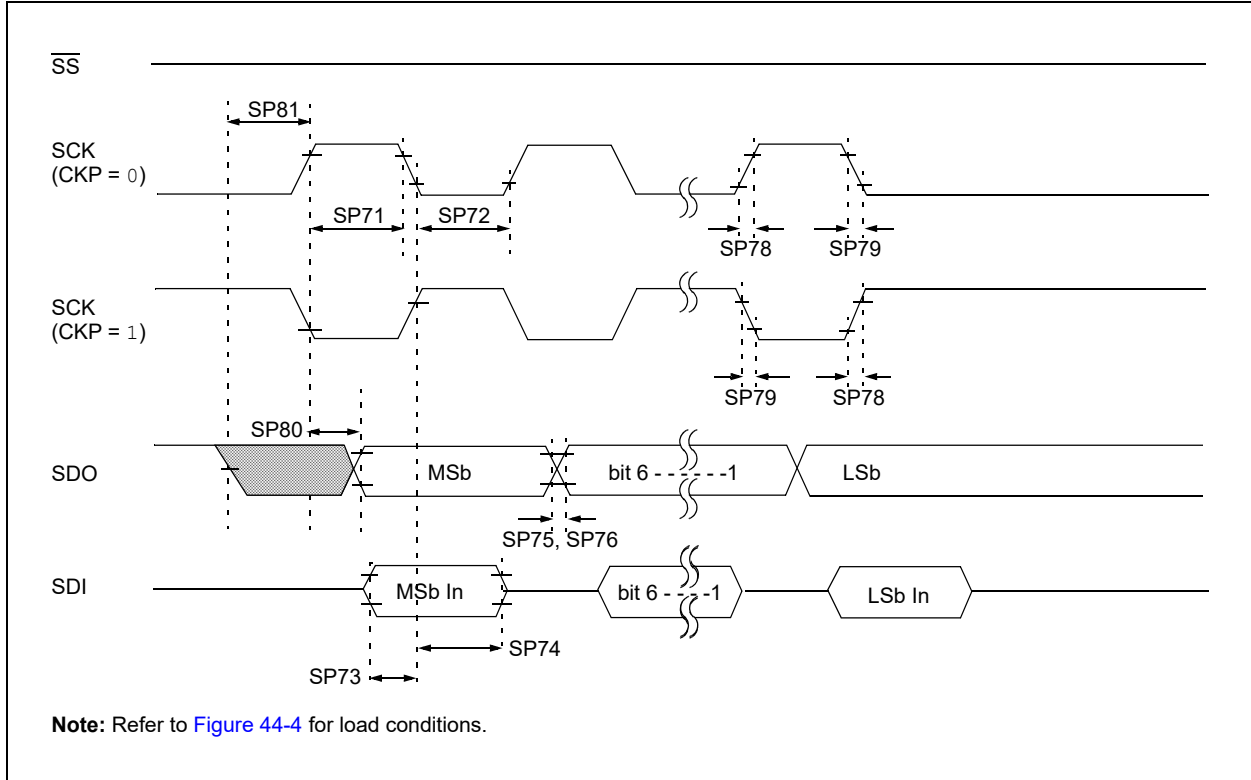 SS
SP81
SCK
(CKP = 0)
SP71
SP72
SP78
SP79
SCK
(CKP = 1)
SP79
SP78
SP80
SDO
MSb
bit 6 - - - - - - -1
LSb
SP75, SP76
SDI
MSb In
bit 6 - - - - -1
LSb In
SP74
SP73
Note: Refer to Figure 44-4 for load conditions.